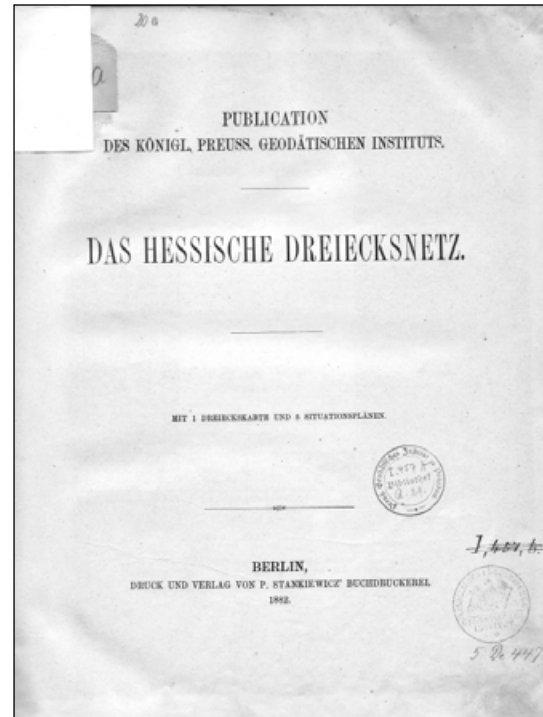 20 a
a
PUBLICATION
DES KÖNIGL. PREUSS. GEODÄTISCHEN INSTITUTS.
DAS HESSISCHE DREIECKSNETZ.
MIT 1 DREIECKSKARTE UND 8 SITUATIONSPLÄNEN.
BERLIN,
DRUCK UND VERLAG VON P. STANKIEWICZ' BUCHDRUCKEREI
1882.